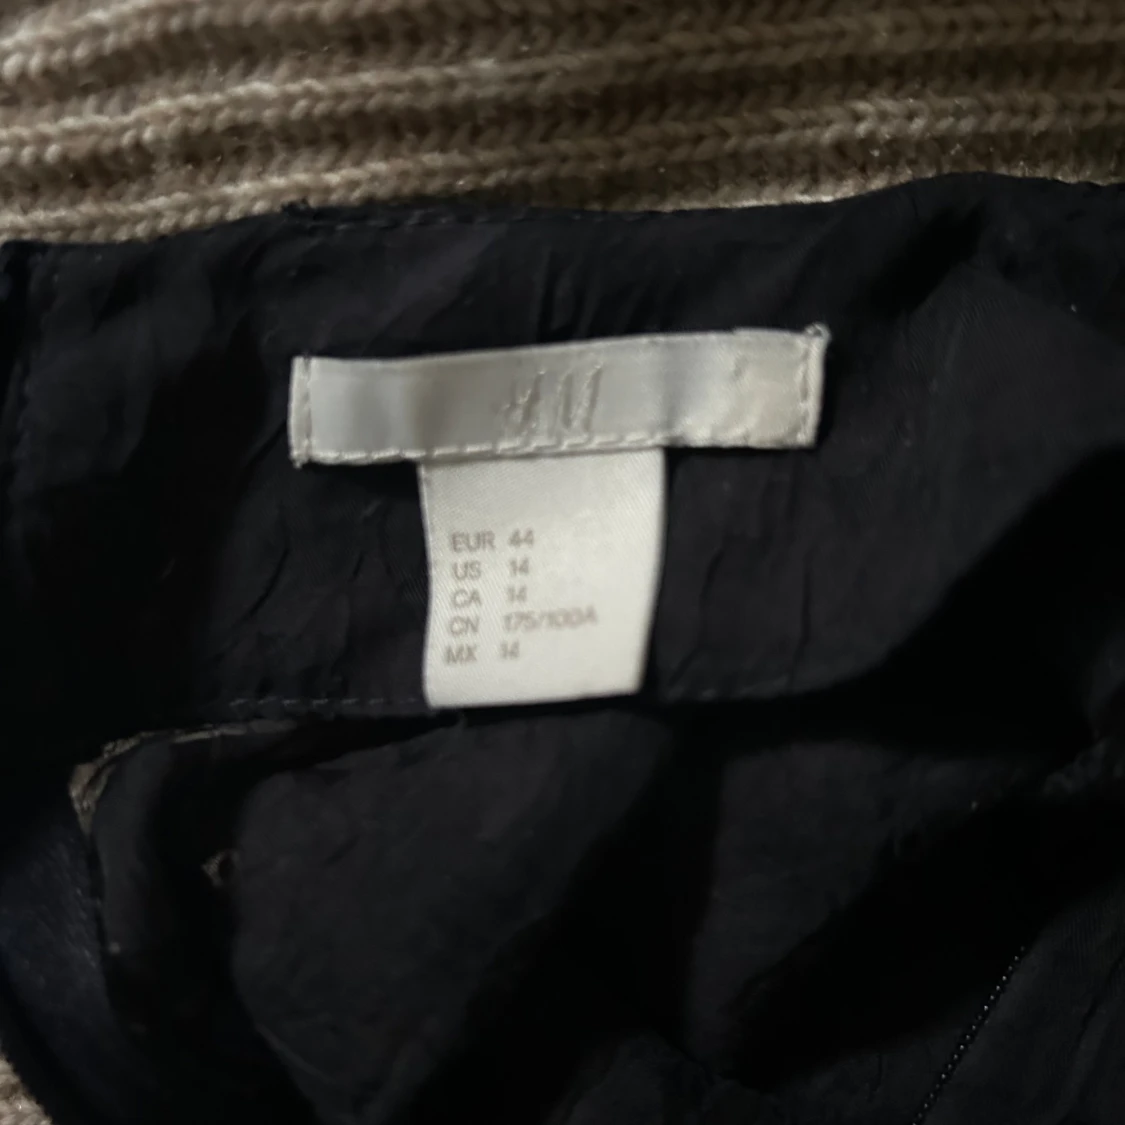 H&M
EUR 44
US 14
CA 14
CN 175/100A
MX 14